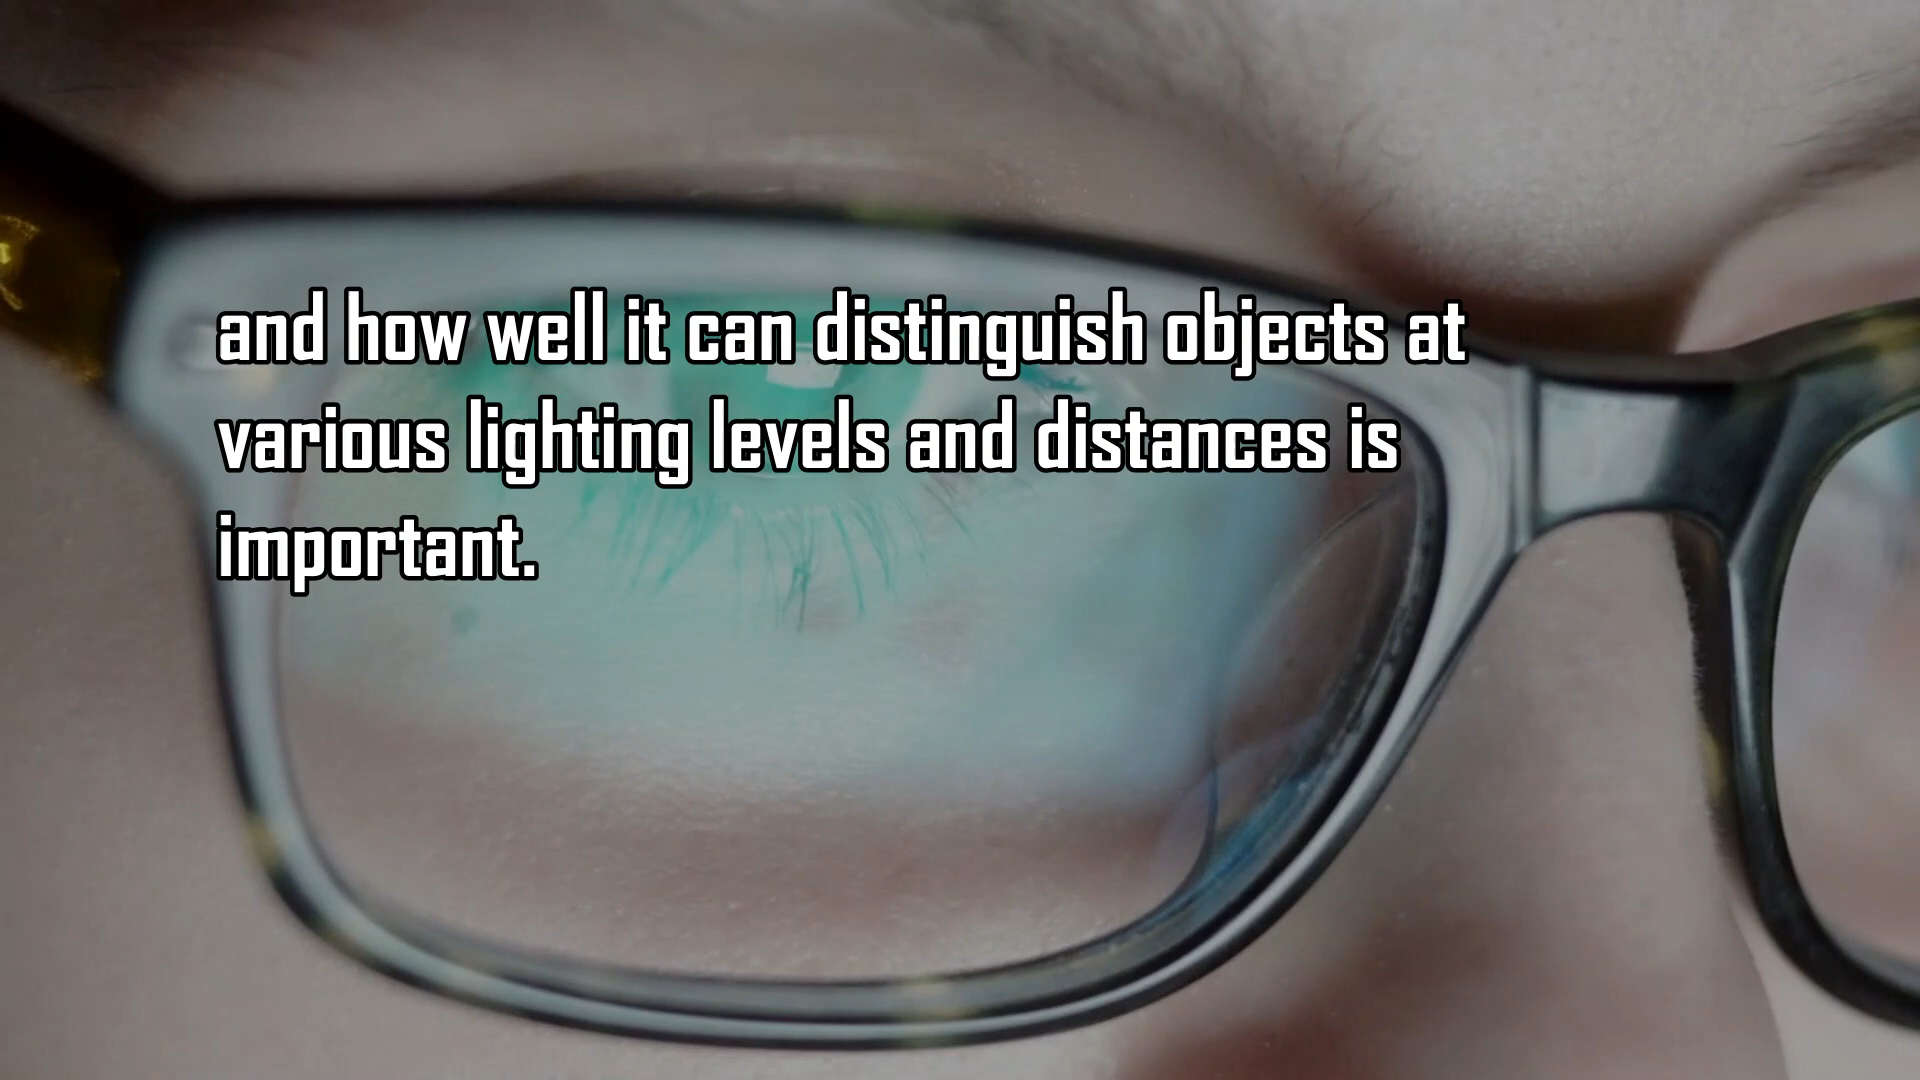 and how well it can distinguish objects at
various lighting levels and distances is
important.